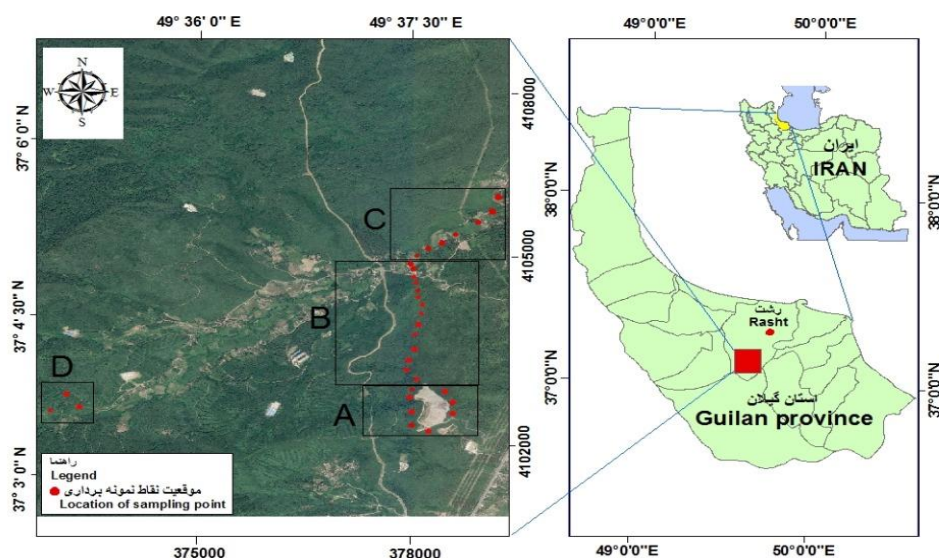 49° 36' 0'' E
49° 37' 30'' E
49°0'0''E
50°0'0''E
N
W
E
S
37° 6' 0'' N
37° 4' 30'' N
37° 3' 0'' N
A
B
C
D
راهنما
Legend
موقعیت نقاط نمونه برداری
Location of sampling point
375000
378000
4108000
4105000
4102000
38°0'0''N
37°0'0''N
ایران
IRAN
رشت
Rasht
استان گیلان
Guilan province
38°0'0''N
37°0'0''N
49°0'0''E
50°0'0''E